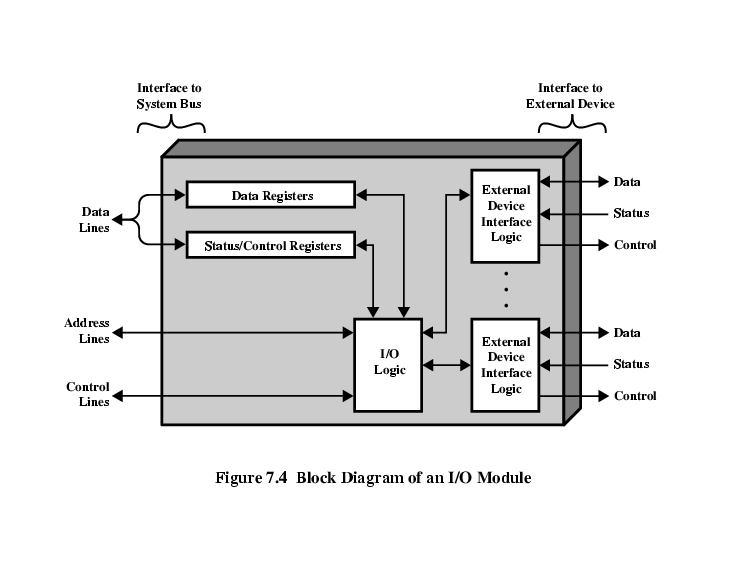 Interface to
System Bus
Interface to
External Device
Data Registers
External
Device
Interface
Logic
Data
Status
Control
Data
Lines
Status/Control Registers
Address
Lines
I/O
Logic
External
Device
Interface
Logic
Data
Status
Control
Control
Lines
Figure 7.4 Block Diagram of an I/O Module